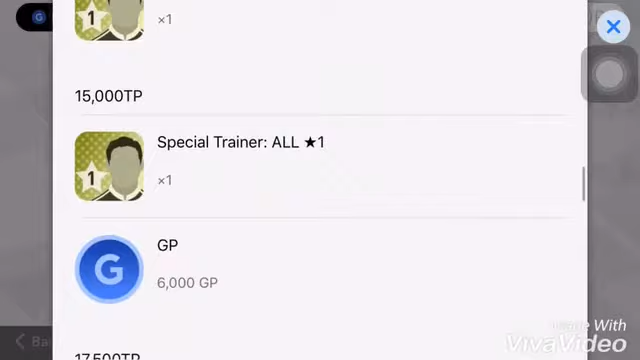 1
×1
15,000TP
1
Special Trainer: ALL ★1
×1
G
GP
6,000 GP
17,500TP
Made With
VivaVideo